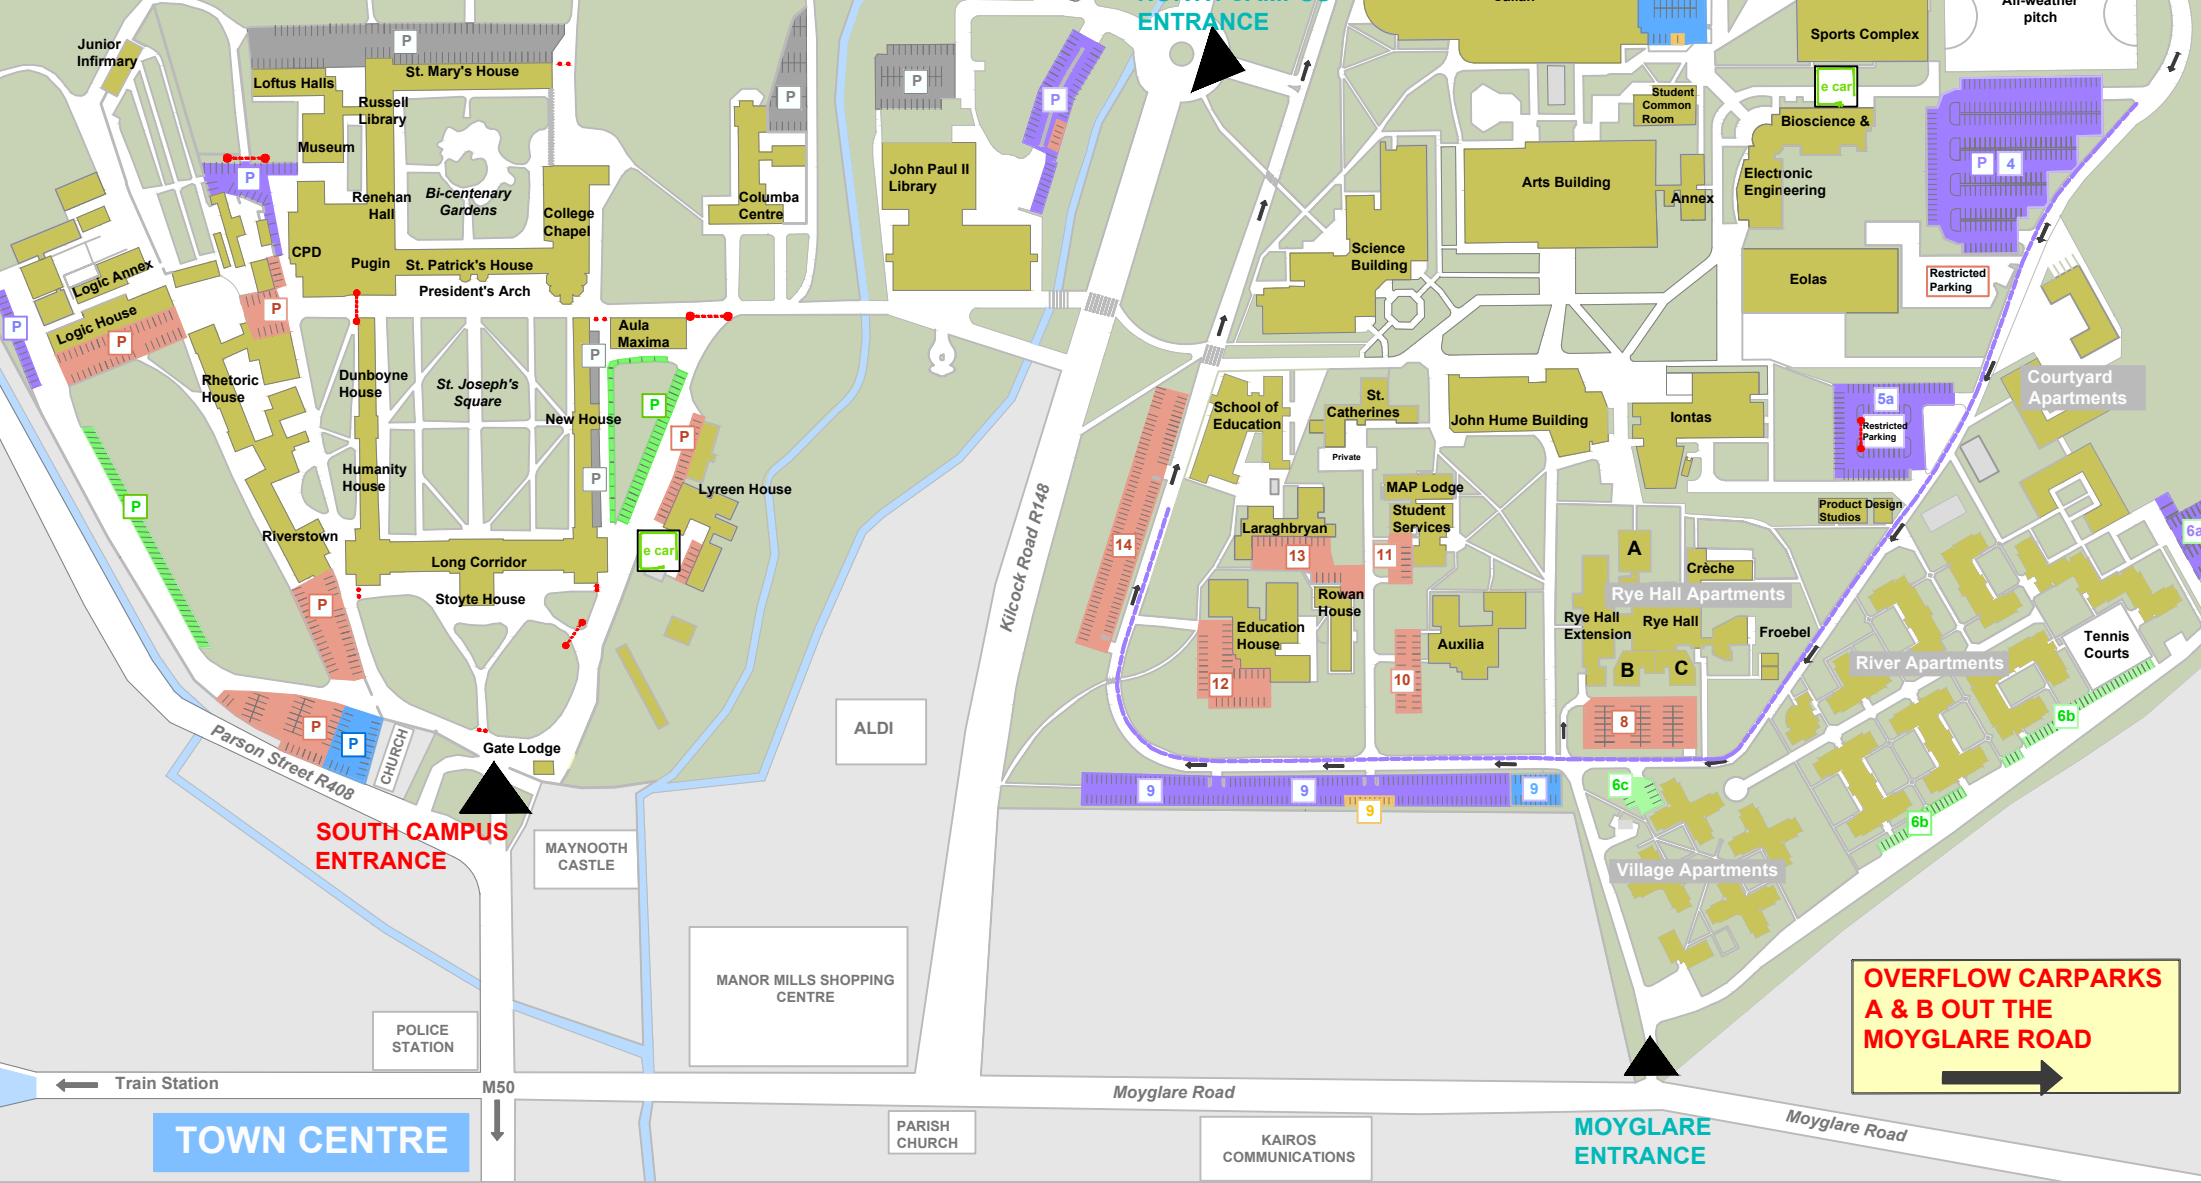 NORTH CAMPUS
ENTRANCE
Junior
Infirmary
P
Loftus Halls
St. Mary's House
Russell
Library
Museum
P
Renehan
Hall
Bi-centenary
Gardens
College
Chapel
CPD
Pugin
St. Patrick's House
President's Arch
Logic Annex
Logic House
P
P
P
P
Columba
Centre
P
John Paul II
Library
P
Aula
Maxima
P
P
Rhetoric
House
Dunboyne
House
St. Joseph's
Square
New House
P
P
Humanity
House
P
Lyreen House
e car
Riverstown
Long Corridor
Stoyte House
P
P
P
CHURCH
Gate Lodge
Parson Street R408
SOUTH CAMPUS
ENTRANCE
MAYNOOTH
CASTLE
ALDI
MANOR MILLS SHOPPING
CENTRE
POLICE
STATION
Train Station
M50
TOWN CENTRE
Kilcock Road R148
Moyglare Road
PARISH
CHURCH
KAIROS
COMMUNICATIONS
MOYGLARE
ENTRANCE
Moyglare Road
OVERFLOW CARPARKS
A & B OUT THE
MOYGLARE ROAD
Sports Complex
All-weather
pitch
e car
Student
Common
Room
Bioscience &
Electronic
Engineering
P
4
Arts Building
Annex
Science
Building
Eolas
Restricted
Parking
School of
Education
St.
Catherines
John Hume Building
Iontas
5a
Restricted
Parking
Courtyard
Apartments
Private
MAP Lodge
Student
Services
Laraghbryan
14
13
11
Product Design
Studios
6a
A
Crèche
Rye Hall Apartments
Rowan
House
Rye Hall
Extension
Rye Hall
Froebel
Education
House
Auxilia
B
C
12
10
8
Tennis
Courts
River Apartments
6b
6b
9
9
9
9
6c
Village Apartments